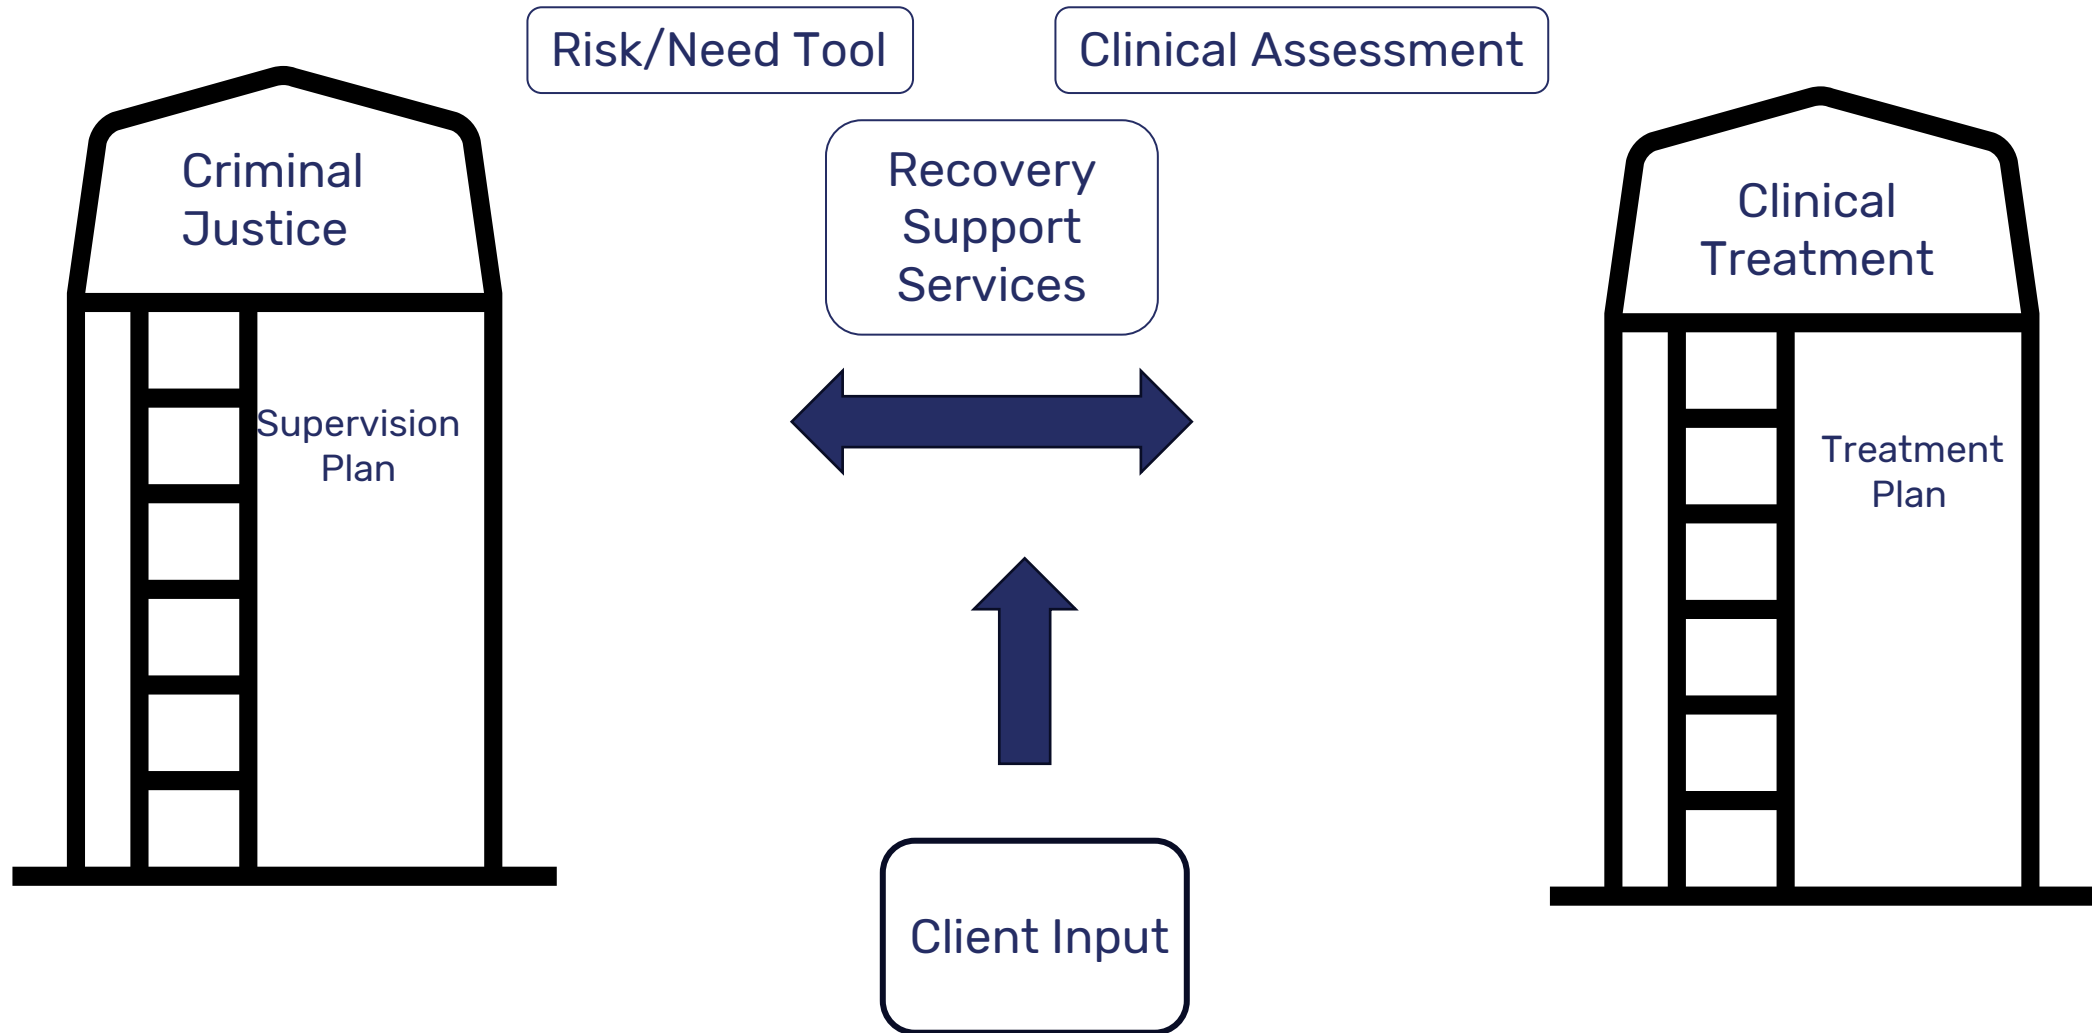 Risk/Need Tool
Clinical Assessment
Criminal
Justice
Recovery
Support
Services
Clinical
Treatment
Supervision
Plan
Treatment
Plan
Client Input